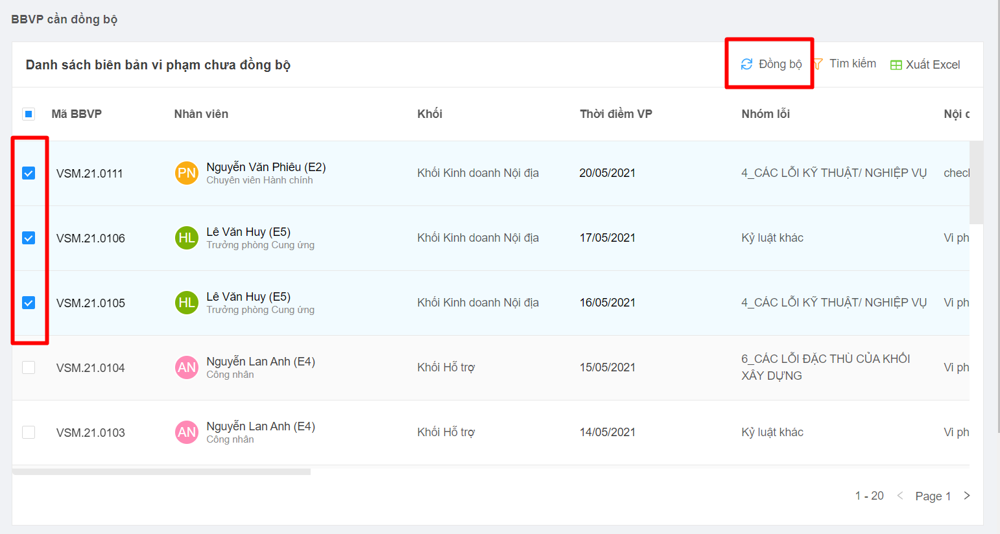 BBVP cần đồng bộ
Danh sách biên bản vi phạm chưa đồng bộ
Đồng bộ
Tìm kiếm
Xuất Excel
Mã BBVP
Nhân viên
Khối
Thời điểm VP
Nhóm lỗi
Nội
VSM.21.0111
PN
Nguyễn Văn Phiêu (E2)
Chuyên viên Hành chính
Khối Kinh doanh Nội địa
20/05/2021
4_CÁC LỖI KỸ THUẬT/ NGHIỆP VỤ
chec
VSM.21.0106
HL
Lê Văn Huy (E5)
Trưởng phòng Cung ứng
Khối Kinh doanh Nội địa
17/05/2021
Kỷ luật khác
Vi ph
VSM.21.0105
HL
Lê Văn Huy (E5)
Trưởng phòng Cung ứng
Khối Kinh doanh Nội địa
16/05/2021
4_CÁC LỖI KỸ THUẬT/ NGHIỆP VỤ
Vi ph
VSM.21.0104
AN
Nguyễn Lan Anh (E4)
Công nhân
Khối Hỗ trợ
15/05/2021
6_CÁC LỖI ĐẶC THÙ CỦA KHỐI
XÂY DỰNG
Vi ph
VSM.21.0103
AN
Nguyễn Lan Anh (E4)
Công nhân
Khối Hỗ trợ
14/05/2021
Kỷ luật khác
Vi ph
1 - 20 < Page 1 >